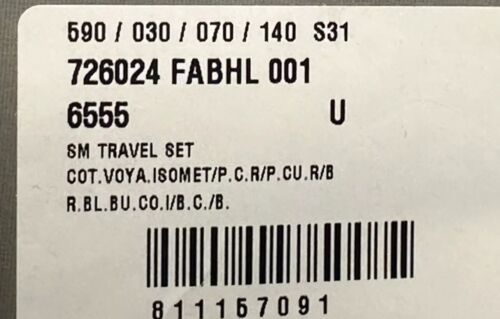 590 / 030 / 070 / 140 S31
726024 FABHL 001
6555 U
SM TRAVEL SET
COT.VOYA.ISOMET/P.C.R/P.CU.R/B
R.BL.BU.CO.I/B.C./B.
811157091